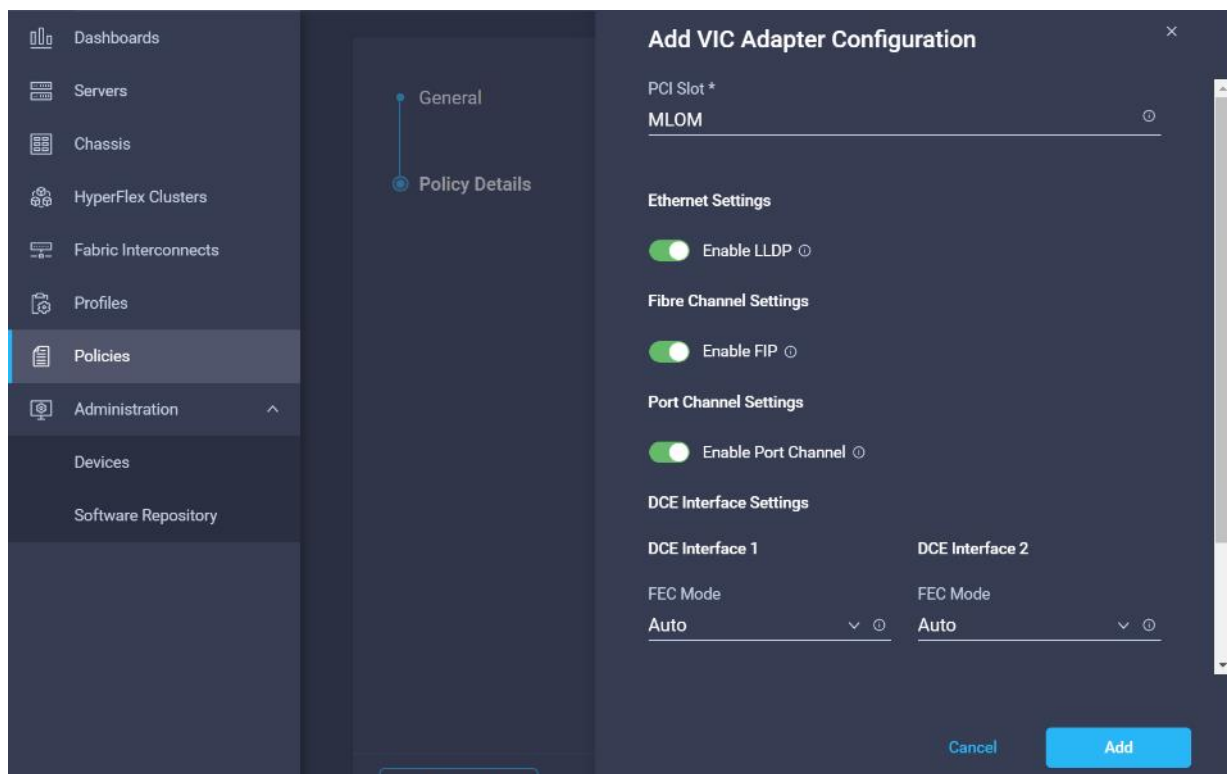 Dashboards
Servers
Chassis
HyperFlex Clusters
Fabric Interconnects
Profiles
Policies
Administration
Devices
Software Repository
General
Policy Details
Add VIC Adapter Configuration
PCI Slot *
MLOM
Ethernet Settings
Enable LLDP
Fibre Channel Settings
Enable FIP
Port Channel Settings
Enable Port Channel
DCE Interface Settings
DCE Interface 1 DCE Interface 2
FEC Mode FEC Mode
Auto Auto
Cancel Add